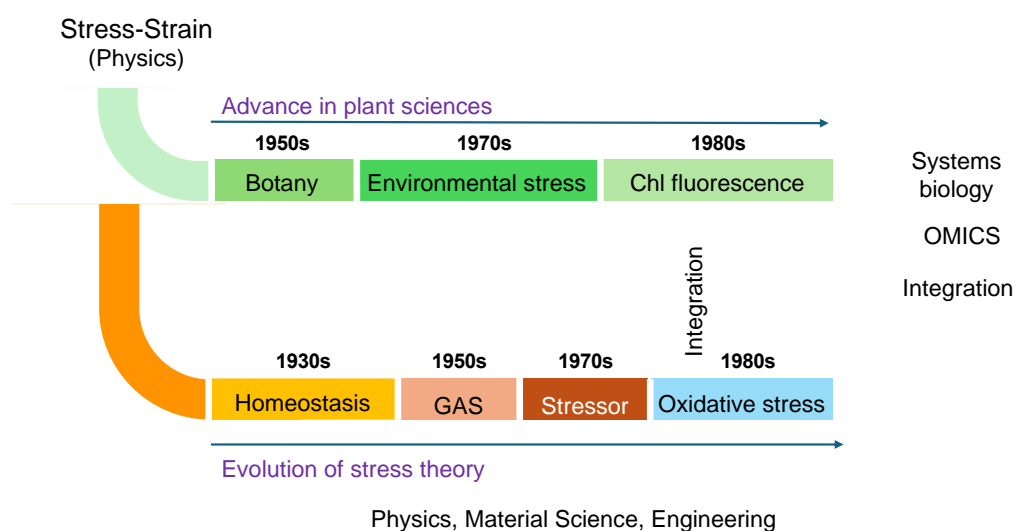 Stress-Strain
(Physics)
Advance in plant sciences
1950s 1970s 1980s
Botany Environmental stress Chl fluorescence
Systems
biology
OMICS
Integration
Integration
1930s 1950s 1970s 1980s
Homeostasis GAS Stressor Oxidative stress
Evolution of stress theory
Physics, Material Science, Engineering